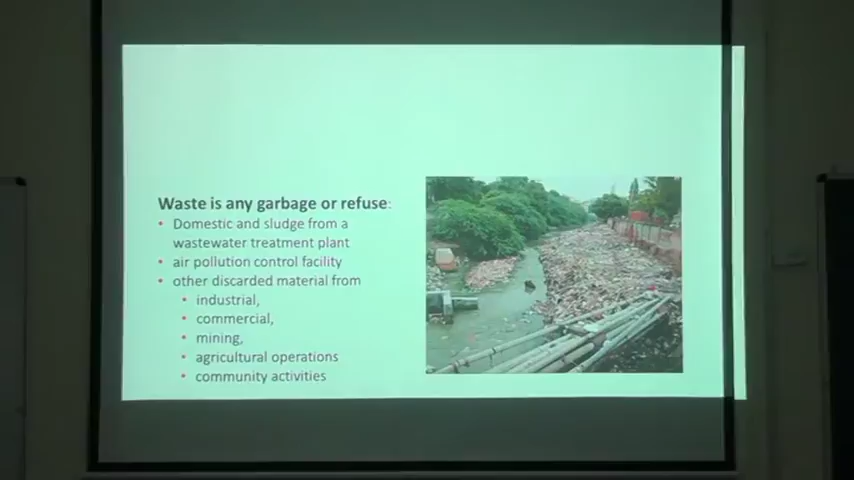 Waste is any garbage or refuse:
• Domestic and sludge from a
wastewater treatment plant
• air pollution control facility
• other discarded material from
• industrial,
• commercial,
• mining,
• agricultural operations
• community activities